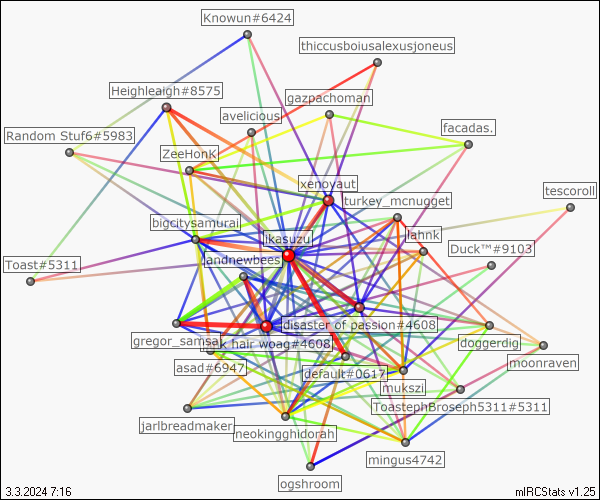 Knowun#6424
thiccusboiusalexusjoneus
Heighleaigh#8575
gazpachoman
avelicious
facadas.
Random Stuf6#5983
ZeeHonk
xenoyaut
tescoroll
turkey_mcnugget
bigcitysamurai
ikasuzu
lahnk
Duck™#9103
andnewbees
Toast#5311
disaster of passion#4608
gregor_samsa
hair woag#4608
doggerdig
moonraven
asad#6947
default#0617
mukszi
ToastephBroseph5311#5311
jarlbreadmaker
neokingghidorah
mingus4742
ogshroom
3.3.2024 7:16
mIRCStats v1.25